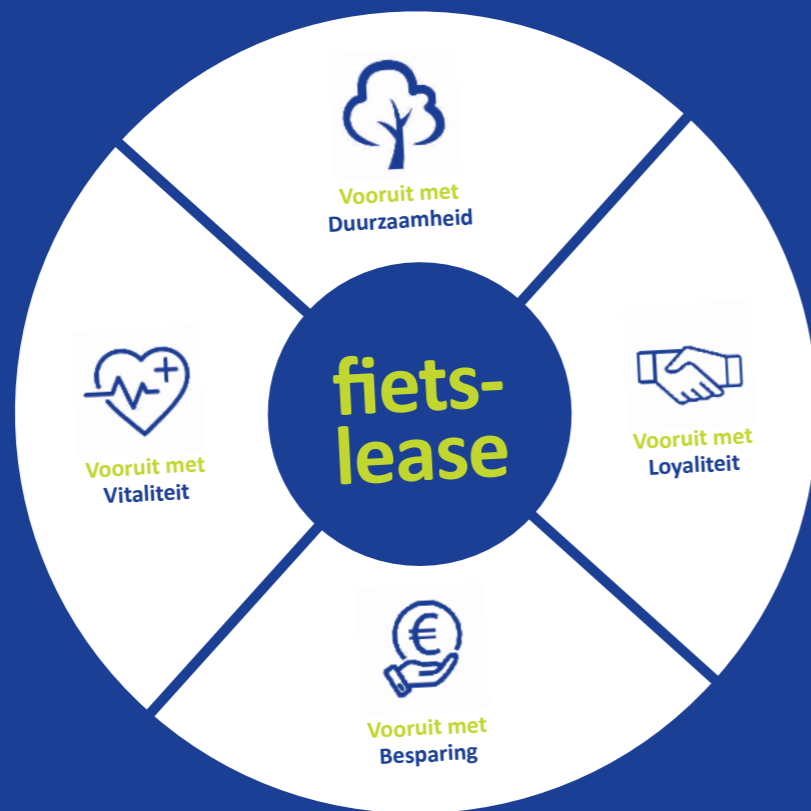 Vooruit met
Duurzaamheid
Vooruit met
Vitaliteit
fiets-
lease
Vooruit met
Loyaliteit
€
Vooruit met
Besparing